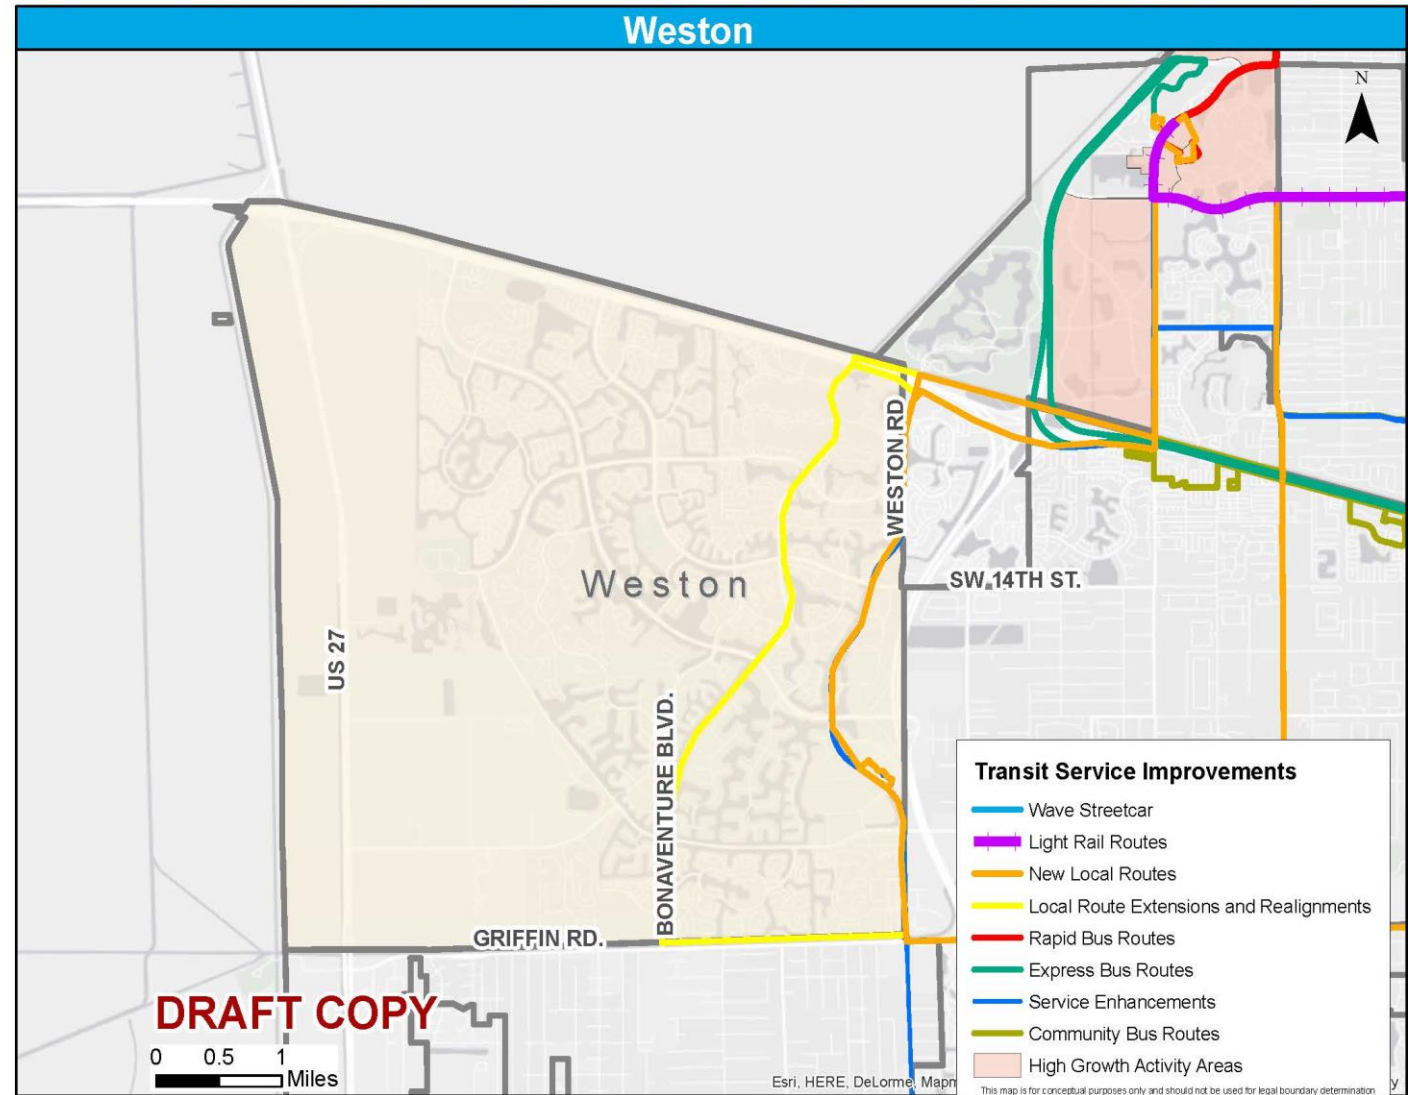 Weston
N
WESTON RD
SW 14TH ST.
Weston
US 27
BONAVENTURE BLVD.
GRIFFIN RD.
Transit Service Improvements
Wave Streetcar
Light Rail Routes
New Local Routes
Local Route Extensions and Realignments
Rapid Bus Routes
Express Bus Routes
Service Enhancements
Community Bus Routes
High Growth Activity Areas
This map is for conceptual purposes only and should not be used for legal boundary determination
DRAFT COPY
0 0.5 1
Miles
Esri, HERE, DeLorme, Mapm
y